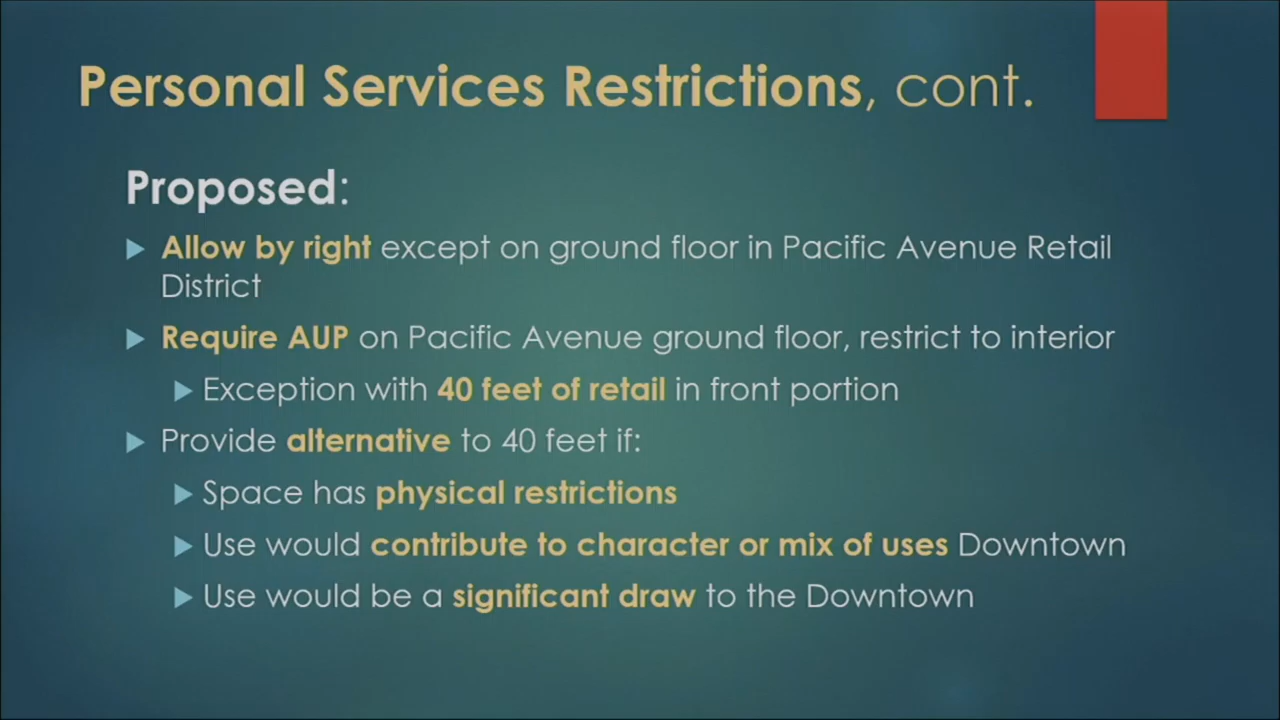 Personal Services Restrictions, cont.
Proposed:
Allow by right except on ground floor in Pacific Avenue Retail
District
Require AUP on Pacific Avenue ground floor, restrict to interior
Exception with 40 feet of retail in front portion
Provide alternative to 40 feet if:
Space has physical restrictions
Use would contribute to character or mix of uses Downtown
Use would be a significant draw to the Downtown